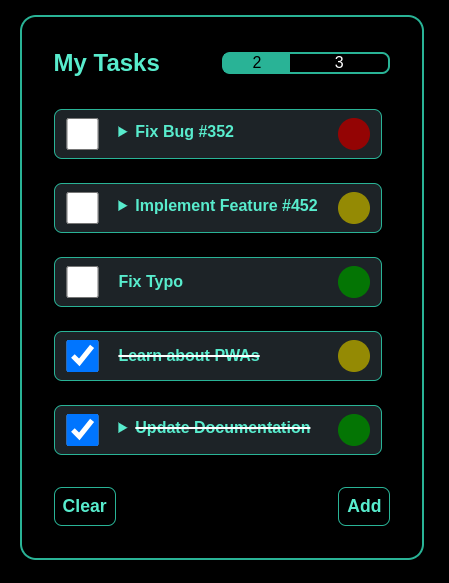 My Tasks 2 3
Fix Bug #352
Implement Feature #452
Fix Typo
Learn about PWAs
Update Documentation
Clear Add